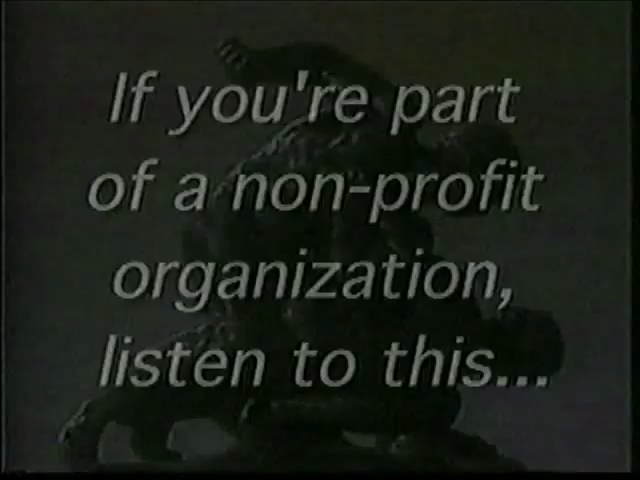 If you're part
of a non-profit
organization,
listen to this...